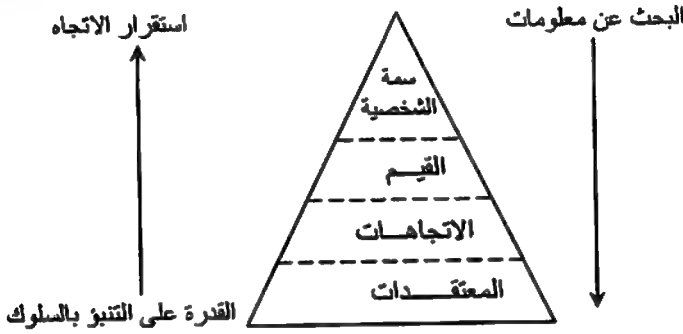 البحث عن معلومات
استقرار الاتجاه
سمة
الشخصية
القيـــم
الاتجاهـــات
المعتقـــدات
القدرة على التنبؤ بالسلوك